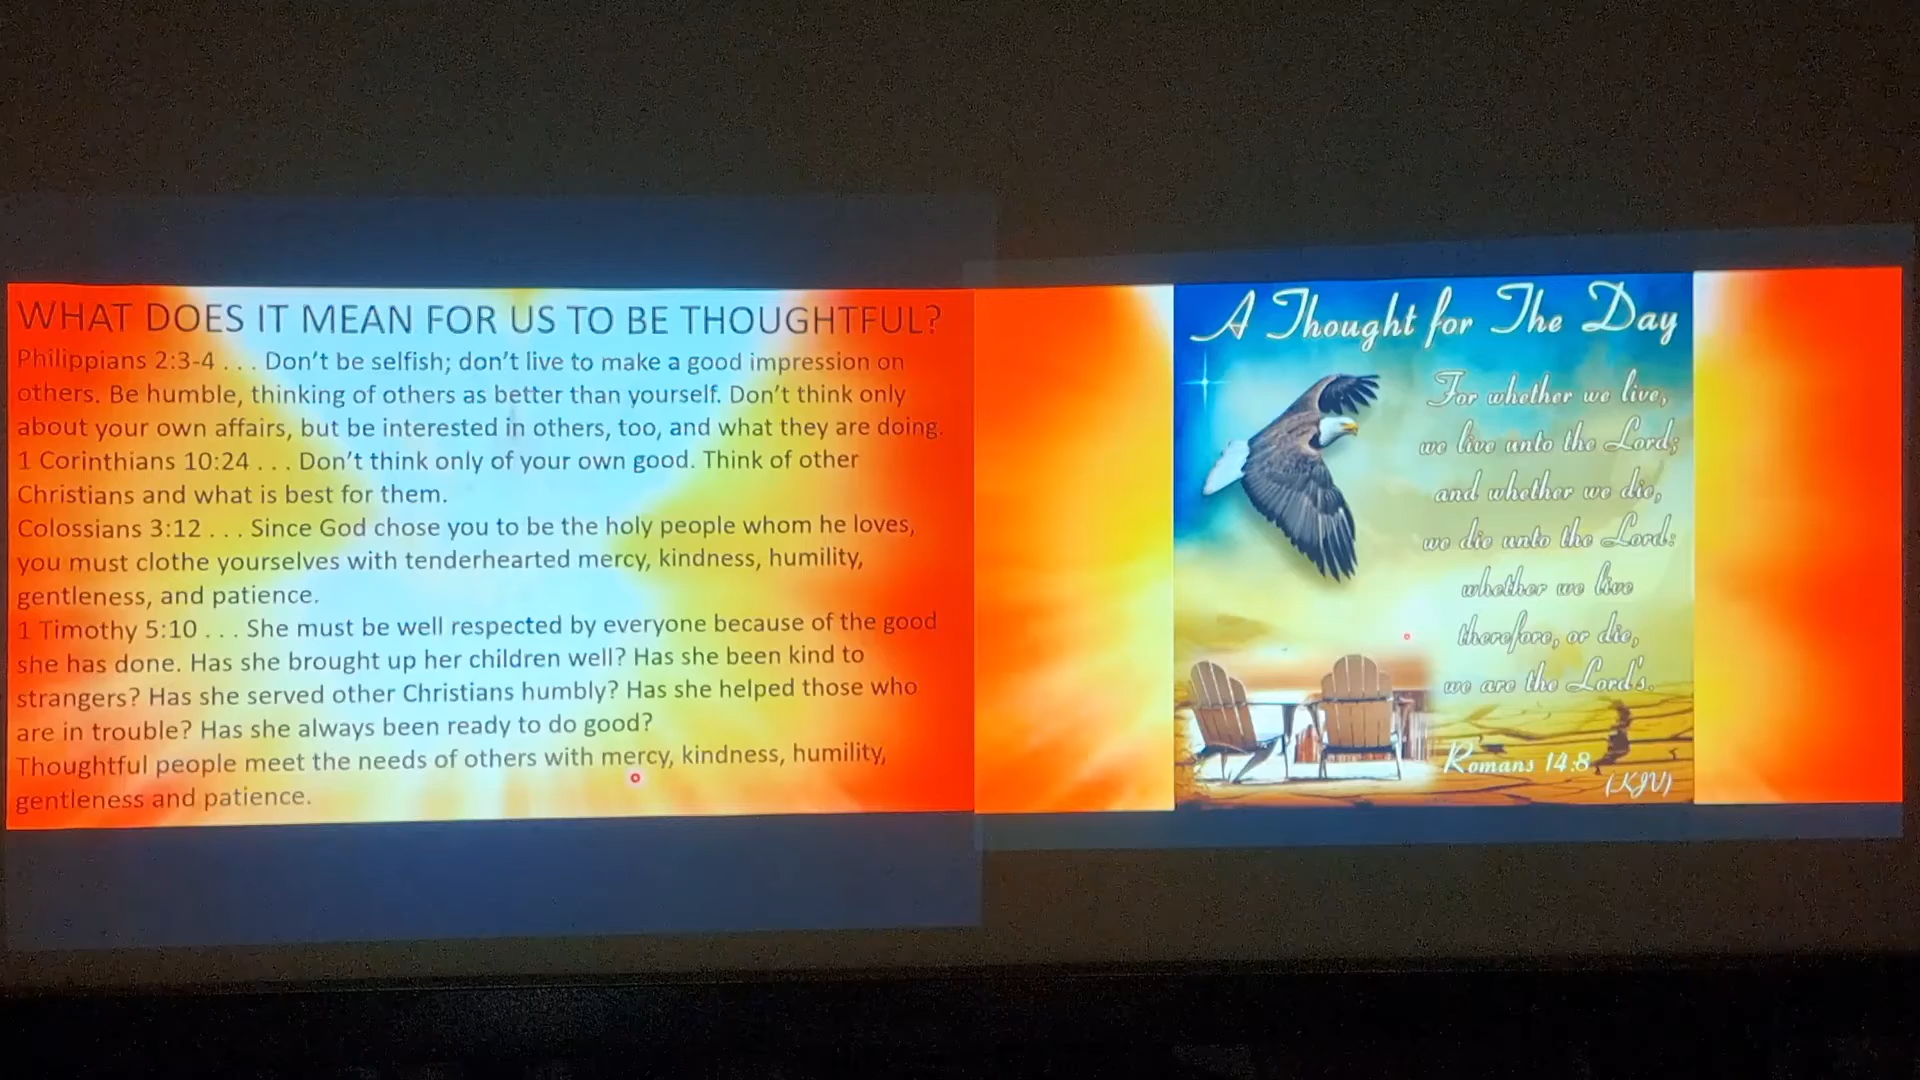 WHAT DOES IT MEAN FOR US TO BE THOUGHTFUL?
Philippians 2:3-4 . . . Don't be selfish; don't live to make a good impression on
others. Be humble, thinking of others as better than yourself. Don't think only
about your own affairs, but be interested in others, too, and what they are doing.
1 Corinthians 10:24 . . . Don't think only of your own good. Think of other
Christians and what is best for them.
Colossians 3:12 . . . Since God chose you to be the holy people whom he loves,
you must clothe yourselves with tenderhearted mercy, kindness, humility,
gentleness, and patience.
1 Timothy 5:10 . . . She must be well respected by everyone because of the good
she has done. Has she brought up her children well? Has she been kind to
strangers? Has she served other Christians humbly? Has she helped those who
are in trouble? Has she always been ready to do good?
Thoughtful people meet the needs of others with mercy, kindness, humility,
gentleness and patience.
A Thought for The Day
For whether we live,
we live unto the Lord;
and whether we die,
we die unto the Lord:
whether we live
therefore, or die,
we are the Lord's.
Romans 14:8
(KJV)